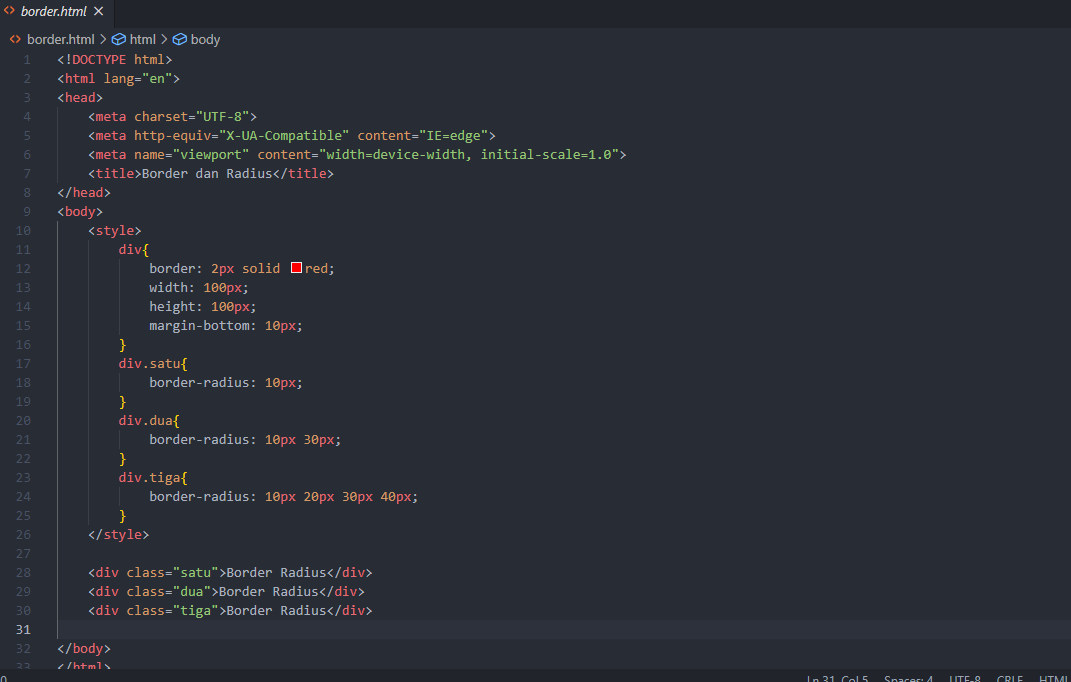 border.html
border.html > html > body
1 <!DOCTYPE html>
2 <html lang="en">
3 <head>
4 <meta charset="UTF-8">
5 <meta http-equiv="X-UA-Compatible" content="IE=edge">
6 <meta name="viewport" content="width=device-width, initial-scale=1.0">
7 <title>Border dan Radius</title>
8 </head>
9 <body>
10 <style>
11 div{
12 border: 2px solid red;
13 width: 100px;
14 height: 100px;
15 margin-bottom: 10px;
16 }
17 div.satu{
18 border-radius: 10px;
19 }
20 div.dua{
21 border-radius: 10px 30px;
22 }
23 div.tiga{
24 border-radius: 10px 20px 30px 40px;
25 }
26 </style>
27
28 <div class="satu">Border Radius</div>
29 <div class="dua">Border Radius</div>
30 <div class="tiga">Border Radius</div>
31
32 </body>
33 </html>
0 Ln 31, Col 5 Spaces: 4 UTF-8 CRLF HTML